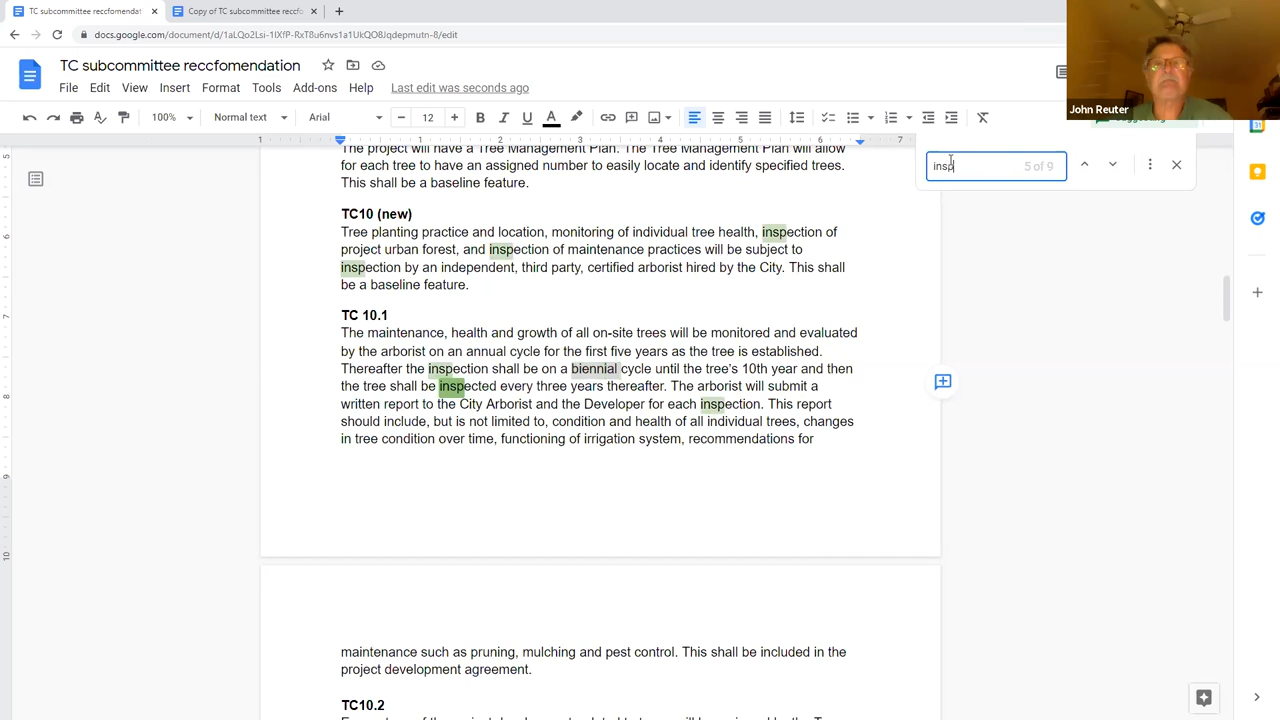 TC subcommittee reccfomendat
Copy of TC subcommittee reccfo
docs.google.com/document/d/1aLQo2Lsi-1IXfP-RxT8u6nvs1a1UkQO8Jqdepmutn-8/edit
TC subcommittee reccfomendation
File Edit View Insert Format Tools Add-ons Help Last edit was seconds ago
John Reuter
100% Normal text Arial 12
1 1 2 3 4 5 6 7
insp 5 of 9
The project will have a Tree Management Plan. The Tree Management Plan will allow
for each tree to have an assigned number to easily locate and identify specified trees.
This shall be a baseline feature.
TC10 (new)
Tree planting practice and location, monitoring of individual tree health, inspection of
project urban forest, and inspection of maintenance practices will be subject to
inspection by an independent, third party, certified arborist hired by the City. This shall
be a baseline feature.
TC 10.1
The maintenance, health and growth of all on-site trees will be monitored and evaluated
by the arborist on an annual cycle for the first five years as the tree is established.
Thereafter the inspection shall be on a biennial cycle until the tree's 10th year and then
the tree shall be inspected every three years thereafter. The arborist will submit a
written report to the City Arborist and the Developer for each inspection. This report
should include, but is not limited to, condition and health of all individual trees, changes
in tree condition over time, functioning of irrigation system, recommendations for
maintenance such as pruning, mulching and pest control. This shall be included in the
project development agreement.
TC10.2